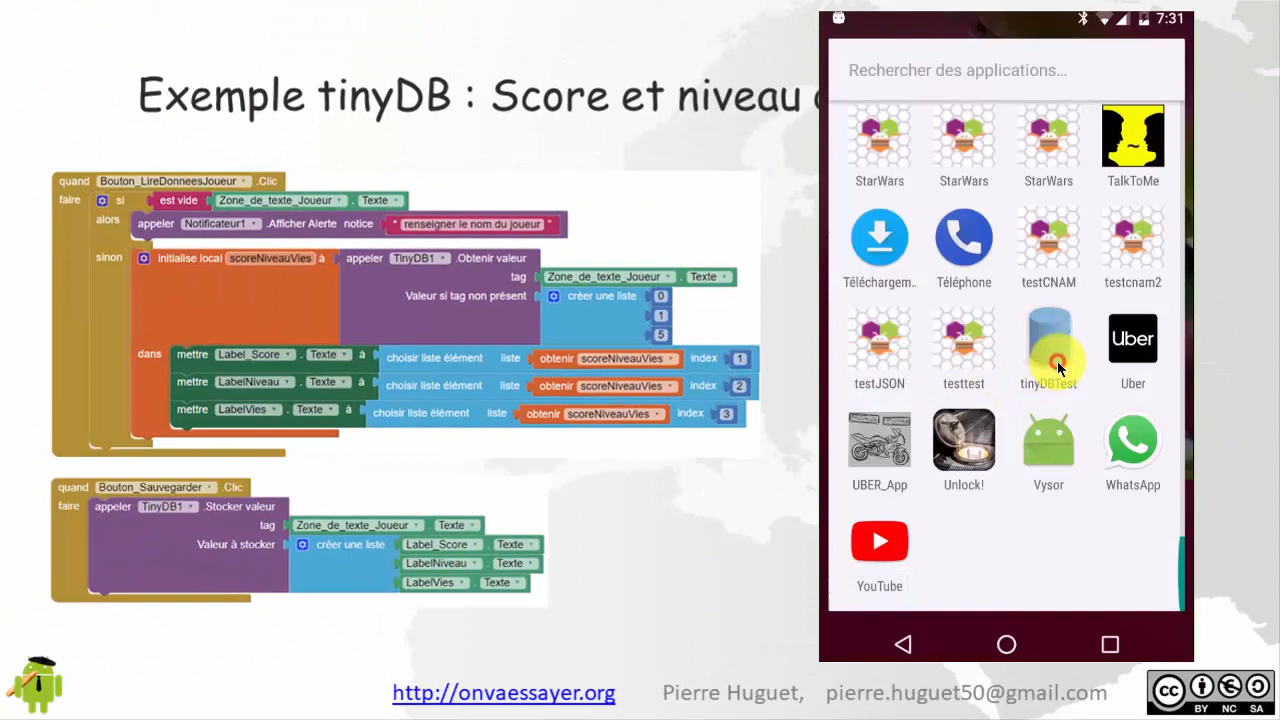 Exemple tinyDB : Score et niveau
quand Bouton_LireDonneesJoueur .Clic
faire si est vide Zone_de_texte_Joueur . Texte
alors appeler Notificateur1 .Afficher Alerte notice " renseigner le nom du joueur "
sinon initialise local scoreNiveauVies à appeler TinyDB1 .Obtenir valeur
tag Zone_de_texte_Joueur . Texte
Valeur si tag non présent créer une liste 0
1
5
dans mettre Label_Score . Texte à choisir liste élément liste obtenir scoreNiveauVies index 1
mettre LabelNiveau . Texte à choisir liste élément liste obtenir scoreNiveauVies index 2
mettre LabelVies . Texte à choisir liste élément liste obtenir scoreNiveauVies index 3
quand Bouton_Sauvegarder .Clic
faire appeler TinyDB1 .Stocker valeur
tag Zone_de_texte_Joueur . Texte
Valeur à stocker créer une liste Label_Score . Texte
LabelNiveau . Texte
LabelVies . Texte
7:31
Rechercher des applications...
StarWars StarWars StarWars TalkToMe
Téléchargem.. Téléphone testCNAM testcnam2
Uber
testJSON testtest tinyDBTest Uber
UBER_App Unlock! Vysor WhatsApp
YouTube
http://onvaessayer.org Pierre Huguet, pierre.huguet50@gmail.com
cc BY NC SA